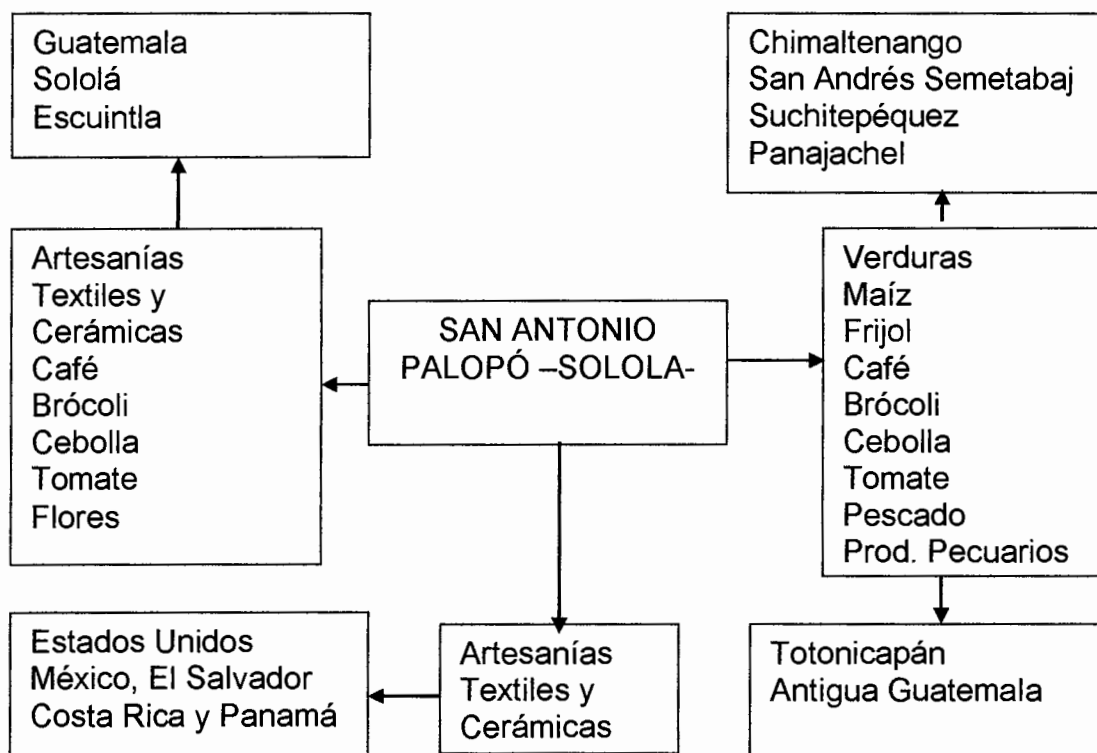 Guatemala
Sololá
Escuintla
Chimaltenango
San Andrés Semetabaj
Suchitepéquez
Panajachel
Artesanías
Textiles y
Cerámicas
Café
Brócoli
Cebolla
Tomate
Flores
SAN ANTONIO
PALOPÓ –SOLOLA-
Verduras
Maíz
Frijol
Café
Brócoli
Cebolla
Tomate
Pescado
Prod. Pecuarios
Estados Unidos
México, El Salvador
Costa Rica y Panamá
Artesanías
Textiles y
Cerámicas
Totonicapán
Antigua Guatemala